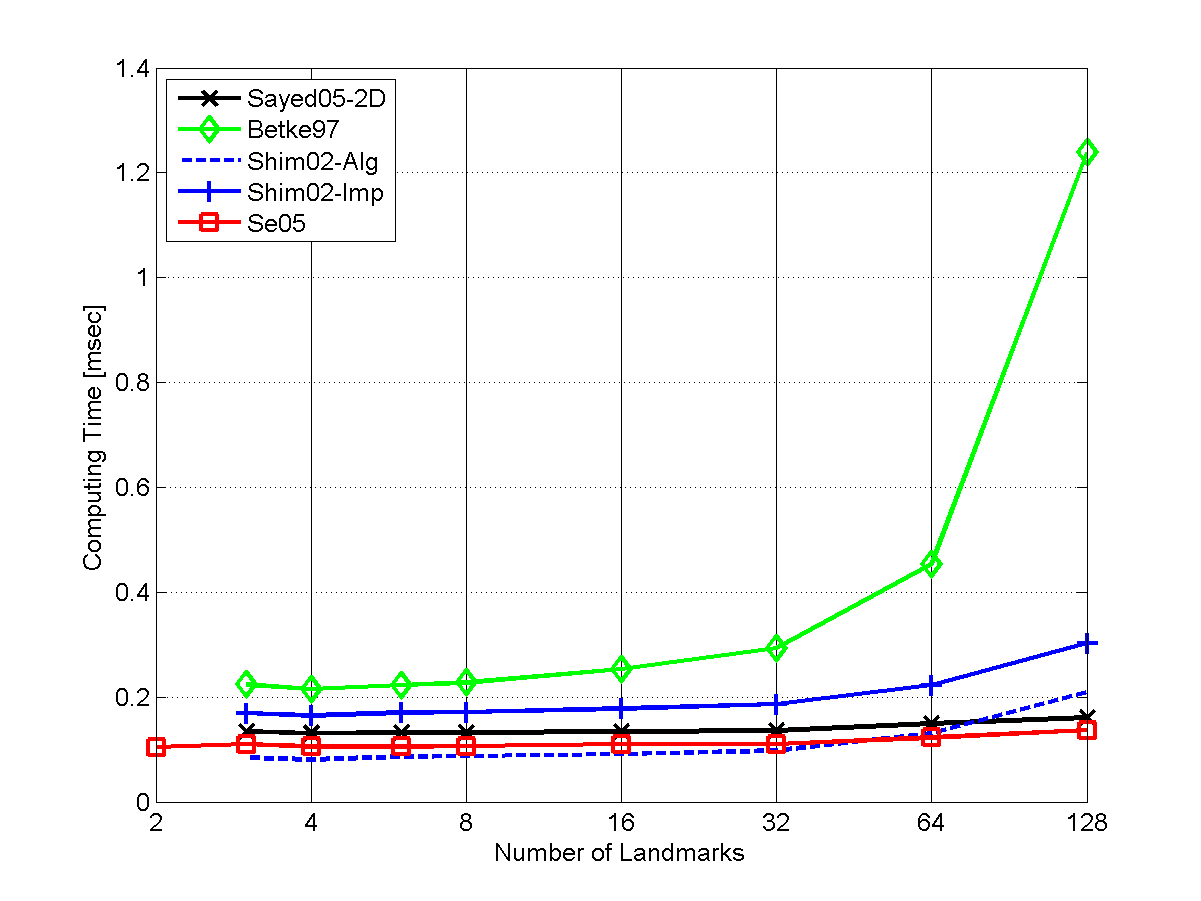 1.4
1.2
1
0.8
0.6
0.4
0.2
0
Computing Time [msec]
Sayed05-2D
Betke97
Shim02-Alg
Shim02-Imp
Se05
2 4 8 16 32 64 128
Number of Landmarks